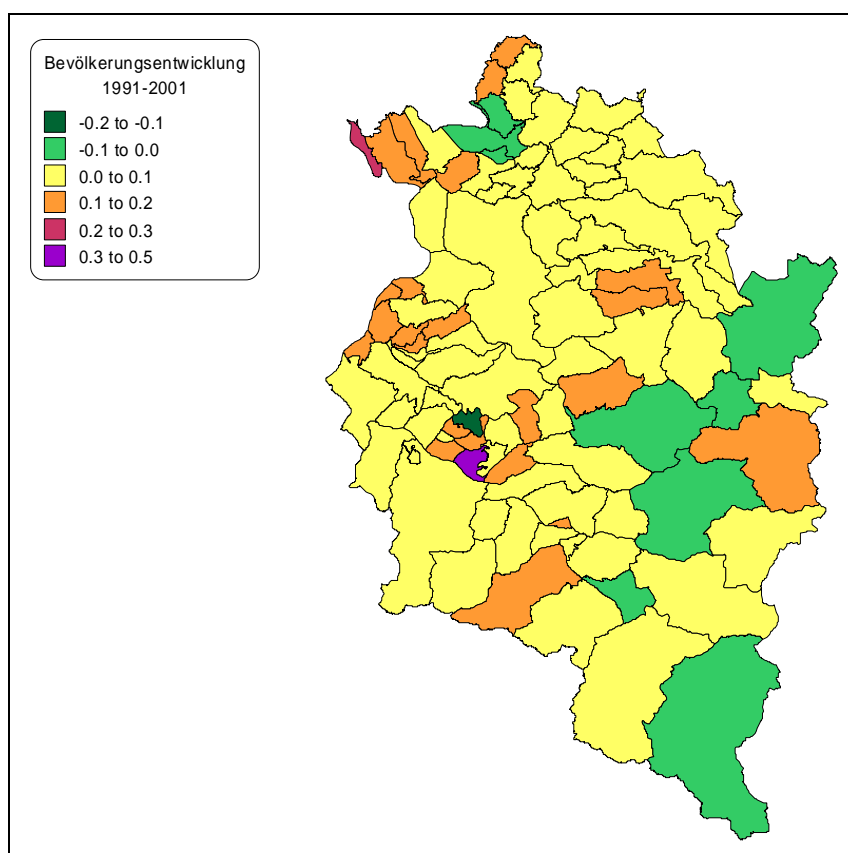 Bevölkerungsentwicklung
1991-2001
-0.2 to -0.1
-0.1 to 0.0
0.0 to 0.1
0.1 to 0.2
0.2 to 0.3
0.3 to 0.5